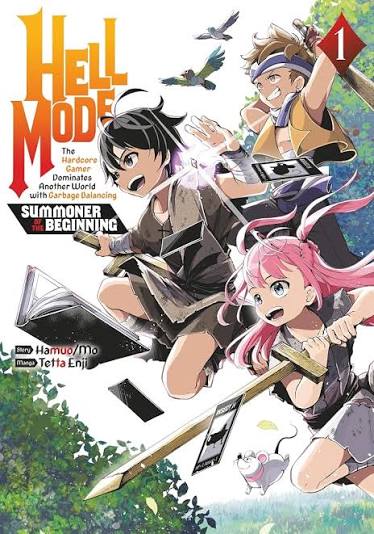 HELL
MODE
1
The
Hardcore
Gamer
Dominates
Another World
with Garbage Balancing
SUMMONER
OF THE BEGINNING
Story Hamuo/Mo
Manga Tetta Enji